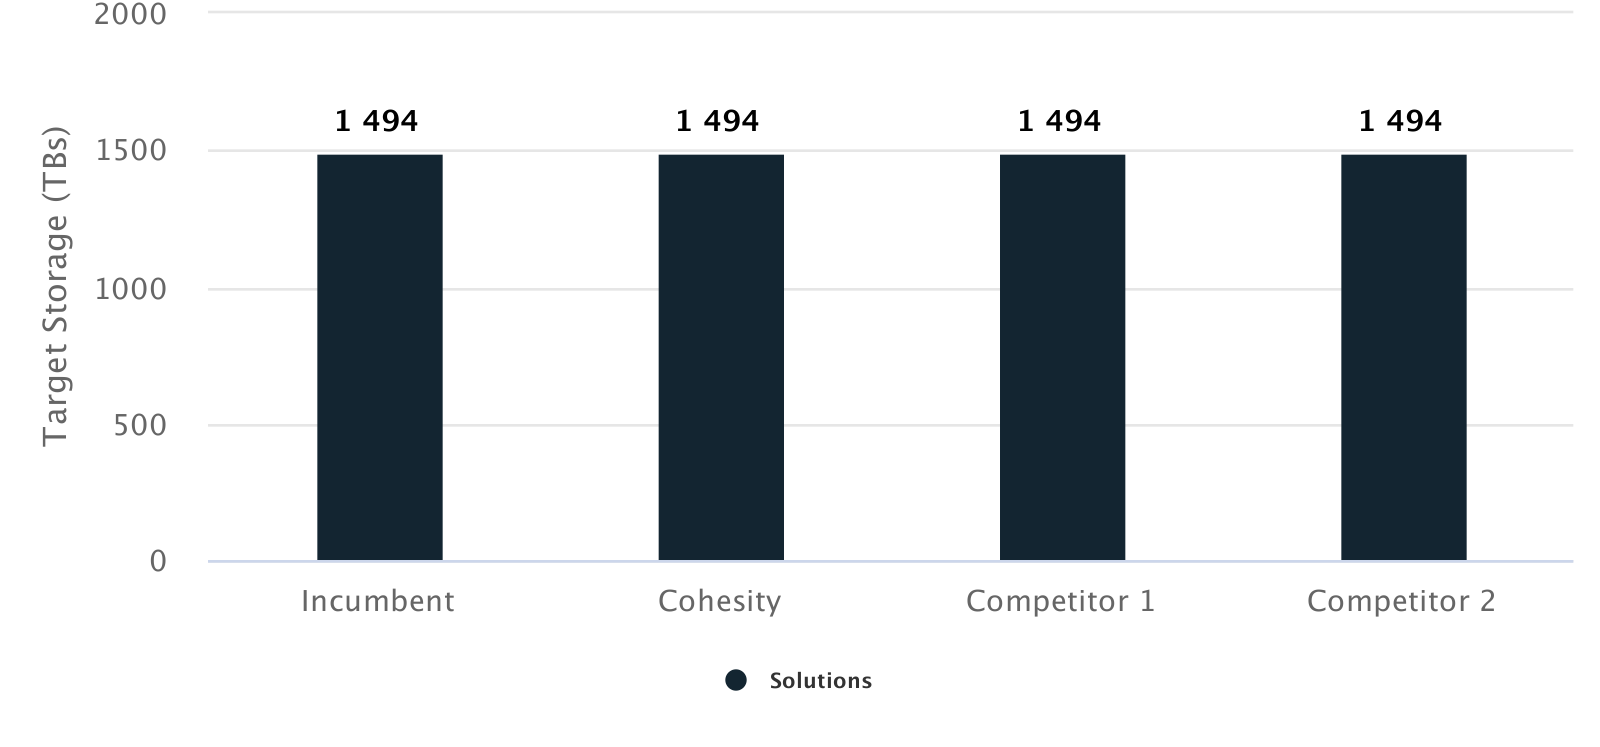 2000
1 494 1 494 1 494 1 494
1500
1000
500
0
Target Storage (TBs)
Incumbent Cohesity Competitor 1 Competitor 2
Solutions